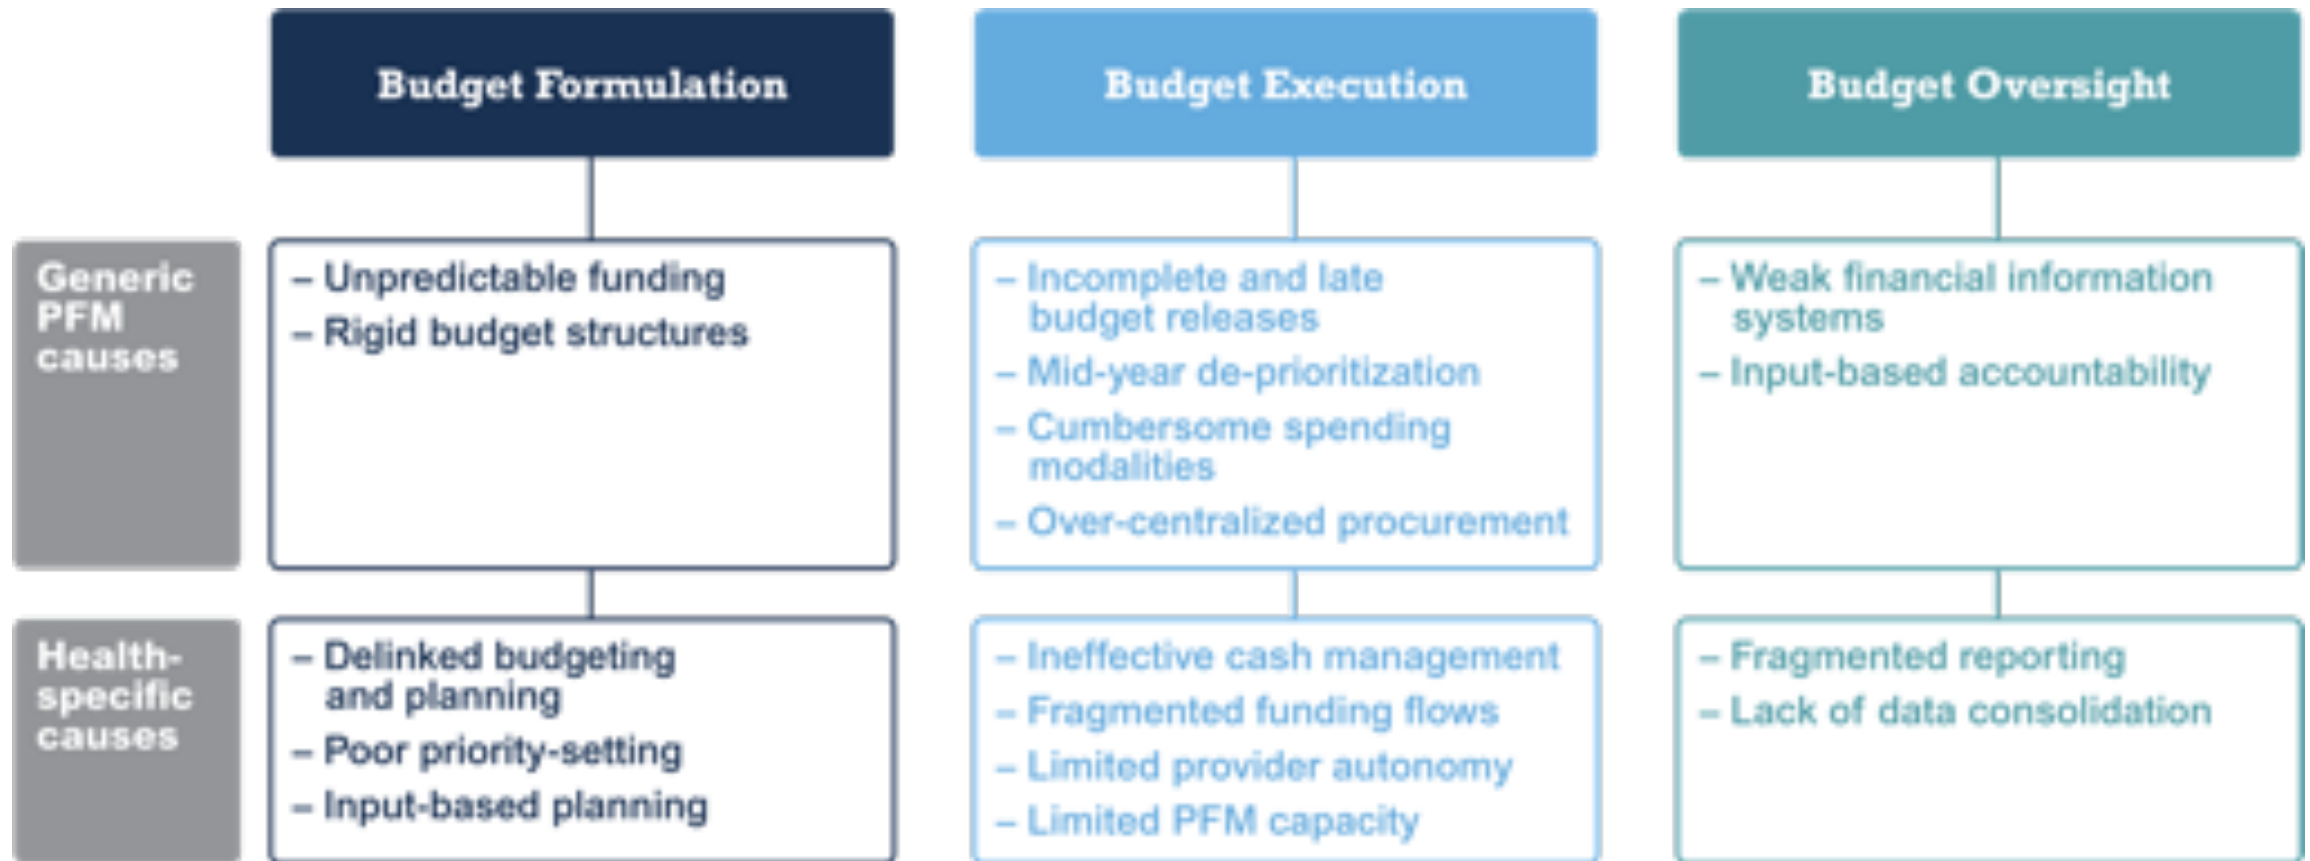 Budget Formulation
Budget Execution
Budget Oversight
Generic
PFM
causes
– Unpredictable funding
– Rigid budget structures
– Incomplete and late
budget releases
– Mid-year de-prioritization
– Cumbersome spending
modalities
– Over-centralized procurement
– Weak financial information
systems
– Input-based accountability
Health-
specific
causes
– Delinked budgeting
and planning
– Poor priority-setting
– Input-based planning
– Ineffective cash management
– Fragmented funding flows
– Limited provider autonomy
– Limited PFM capacity
– Fragmented reporting
– Lack of data consolidation